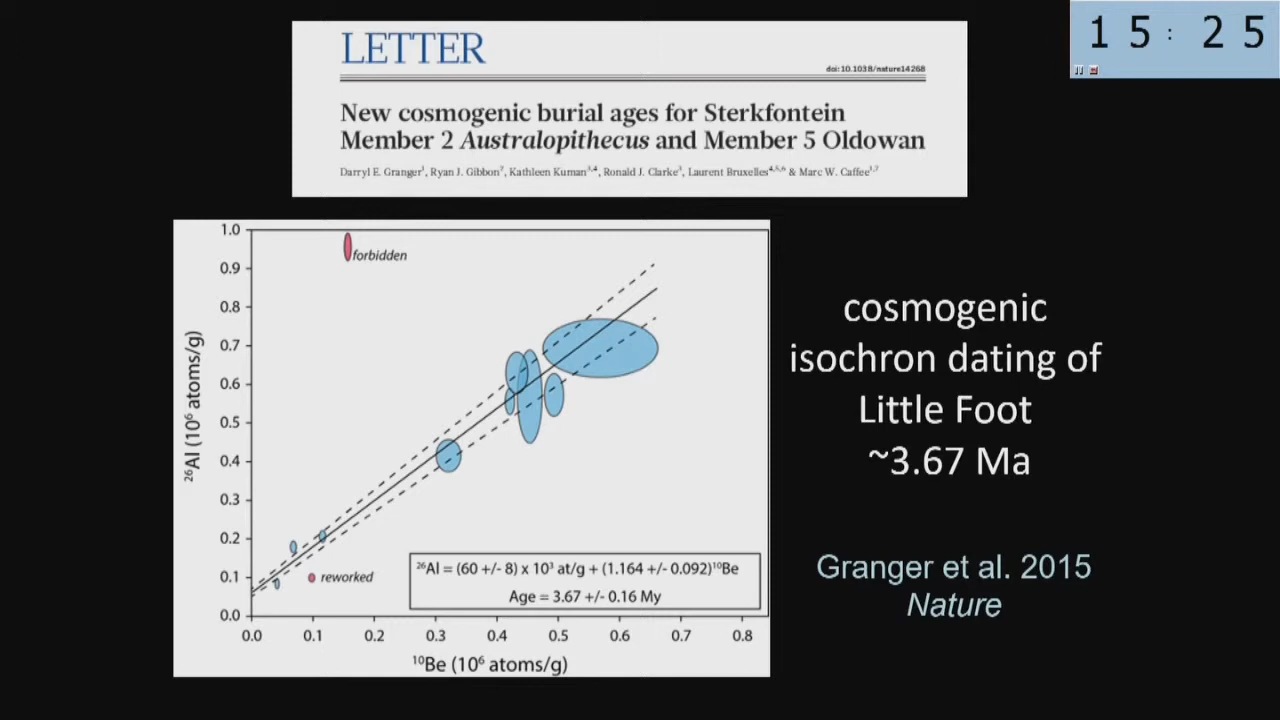 15:25
LETTER
doi:10.1038/nature14268
New cosmogenic burial ages for Sterkfontein
Member 2 Australopithecus and Member 5 Oldowan
Darryl E. Granger¹, Ryan J. Gibbon², Kathleen Kuman³,⁴, Ronald J. Clarke³, Laurent Bruxelles⁴,⁵,⁶ & Marc W. Caffee¹,⁷
1.0
0.9
0.8
0.7
0.6
0.5
0.4
0.3
0.2
0.1
0.0
²⁶Al (10⁶ atoms/g)
forbidden
reworked
²⁶Al = (60 +/- 8) x 10³ at/g + (1.164 +/- 0.092)¹⁰Be
Age = 3.67 +/- 0.16 My
0.0 0.1 0.2 0.3 0.4 0.5 0.6 0.7 0.8
¹⁰Be (10⁶ atoms/g)
cosmogenic
isochron dating of
Little Foot
~3.67 Ma
Granger et al. 2015
Nature